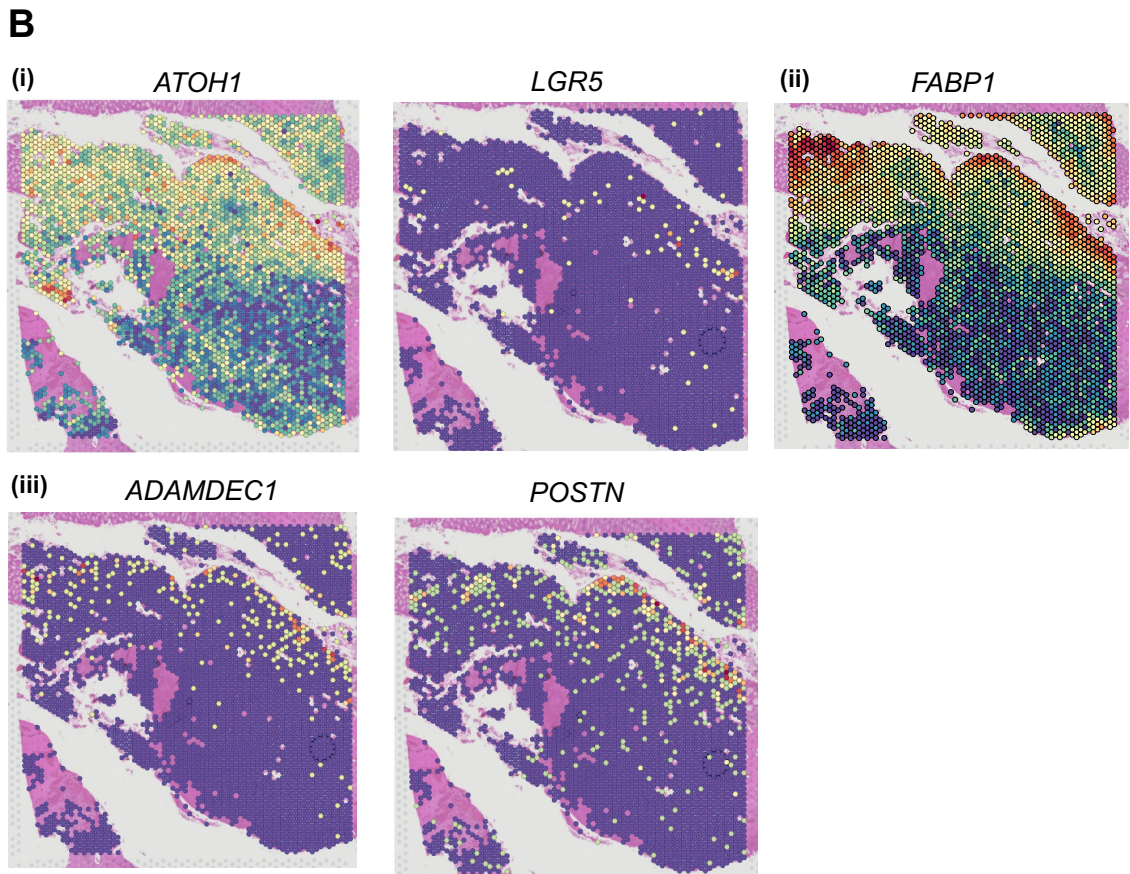 B
(i) ATOH1 LGR5 (ii) FABP1
(iii) ADAMDEC1 POSTN